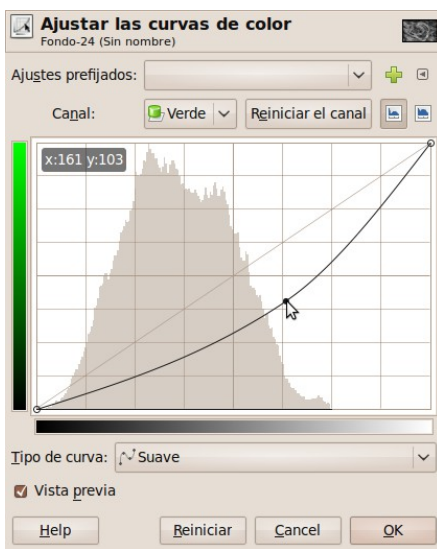 Ajustar las curvas de color
Fondo-24 (Sin nombre)
Ajustes prefijados:
Canal: Verde Reiniciar el canal
x:161 y:103
Tipo de curva: Suave
Vista previa
Help Reiniciar Cancel OK